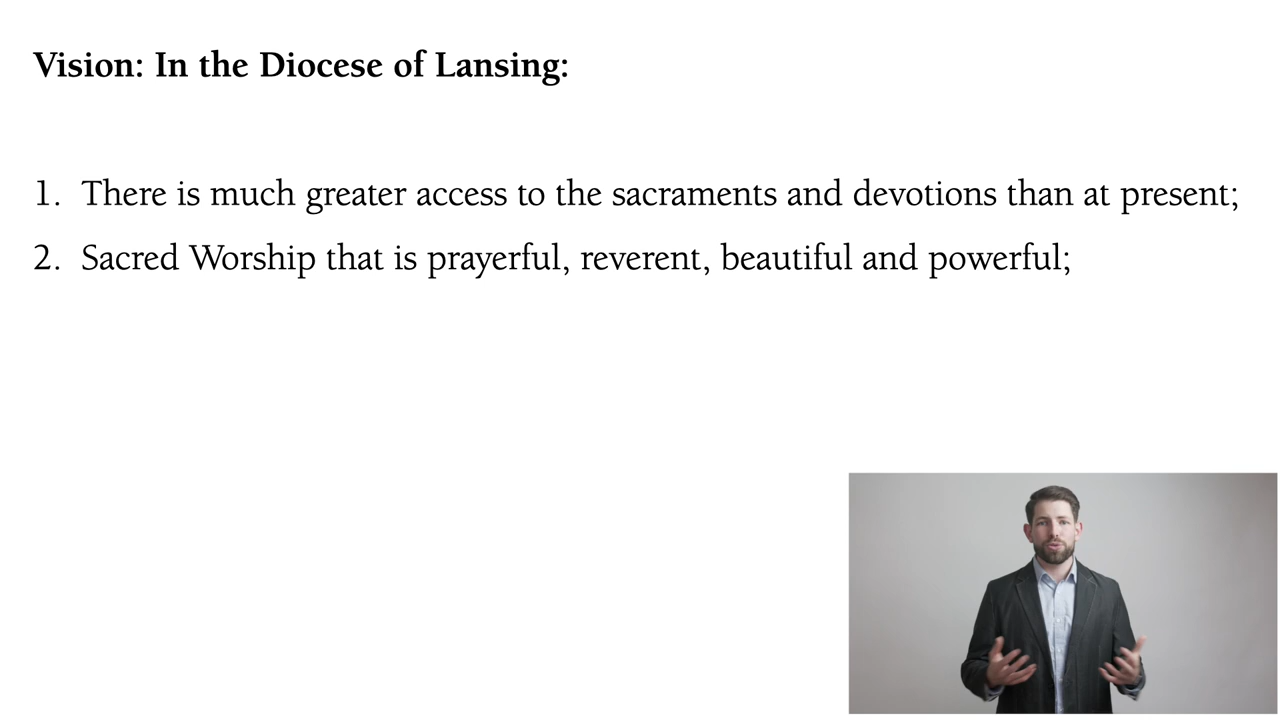 Vision: In the Diocese of Lansing:
1. There is much greater access to the sacraments and devotions than at present;
2. Sacred Worship that is prayerful, reverent, beautiful and powerful;